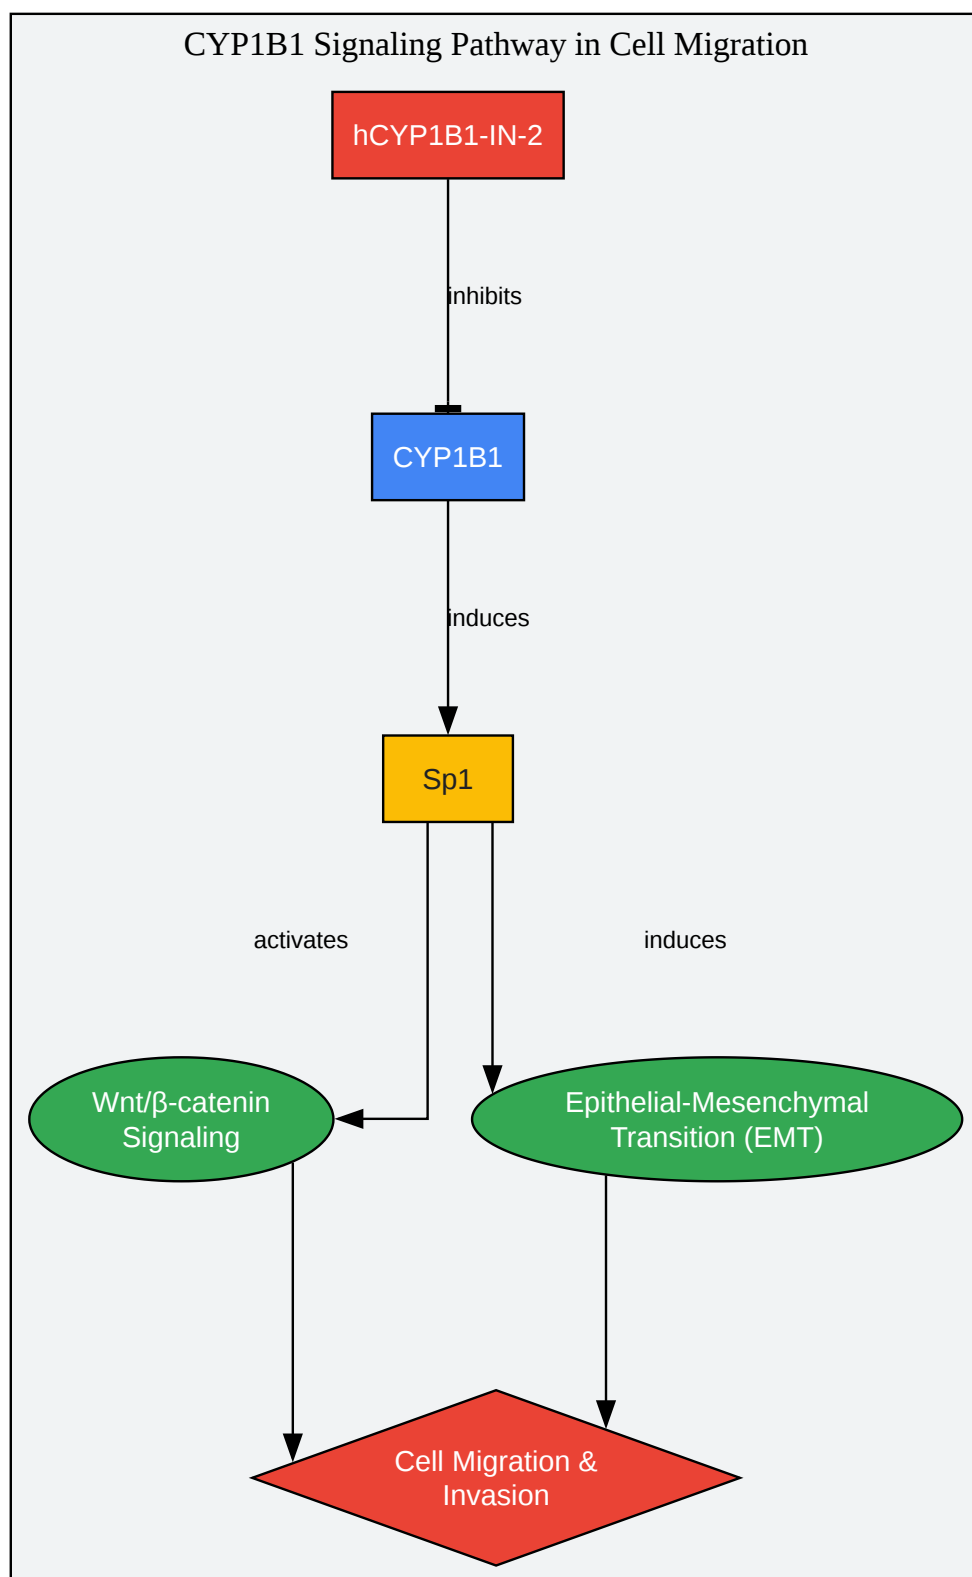 CYP1B1 Signaling Pathway in Cell Migration
hCYP1B1-IN-2
inhibits
CYP1B1
induces
Sp1
activates
induces
Wnt/β-catenin
Signaling
Epithelial-Mesenchymal
Transition (EMT)
Cell Migration &
Invasion